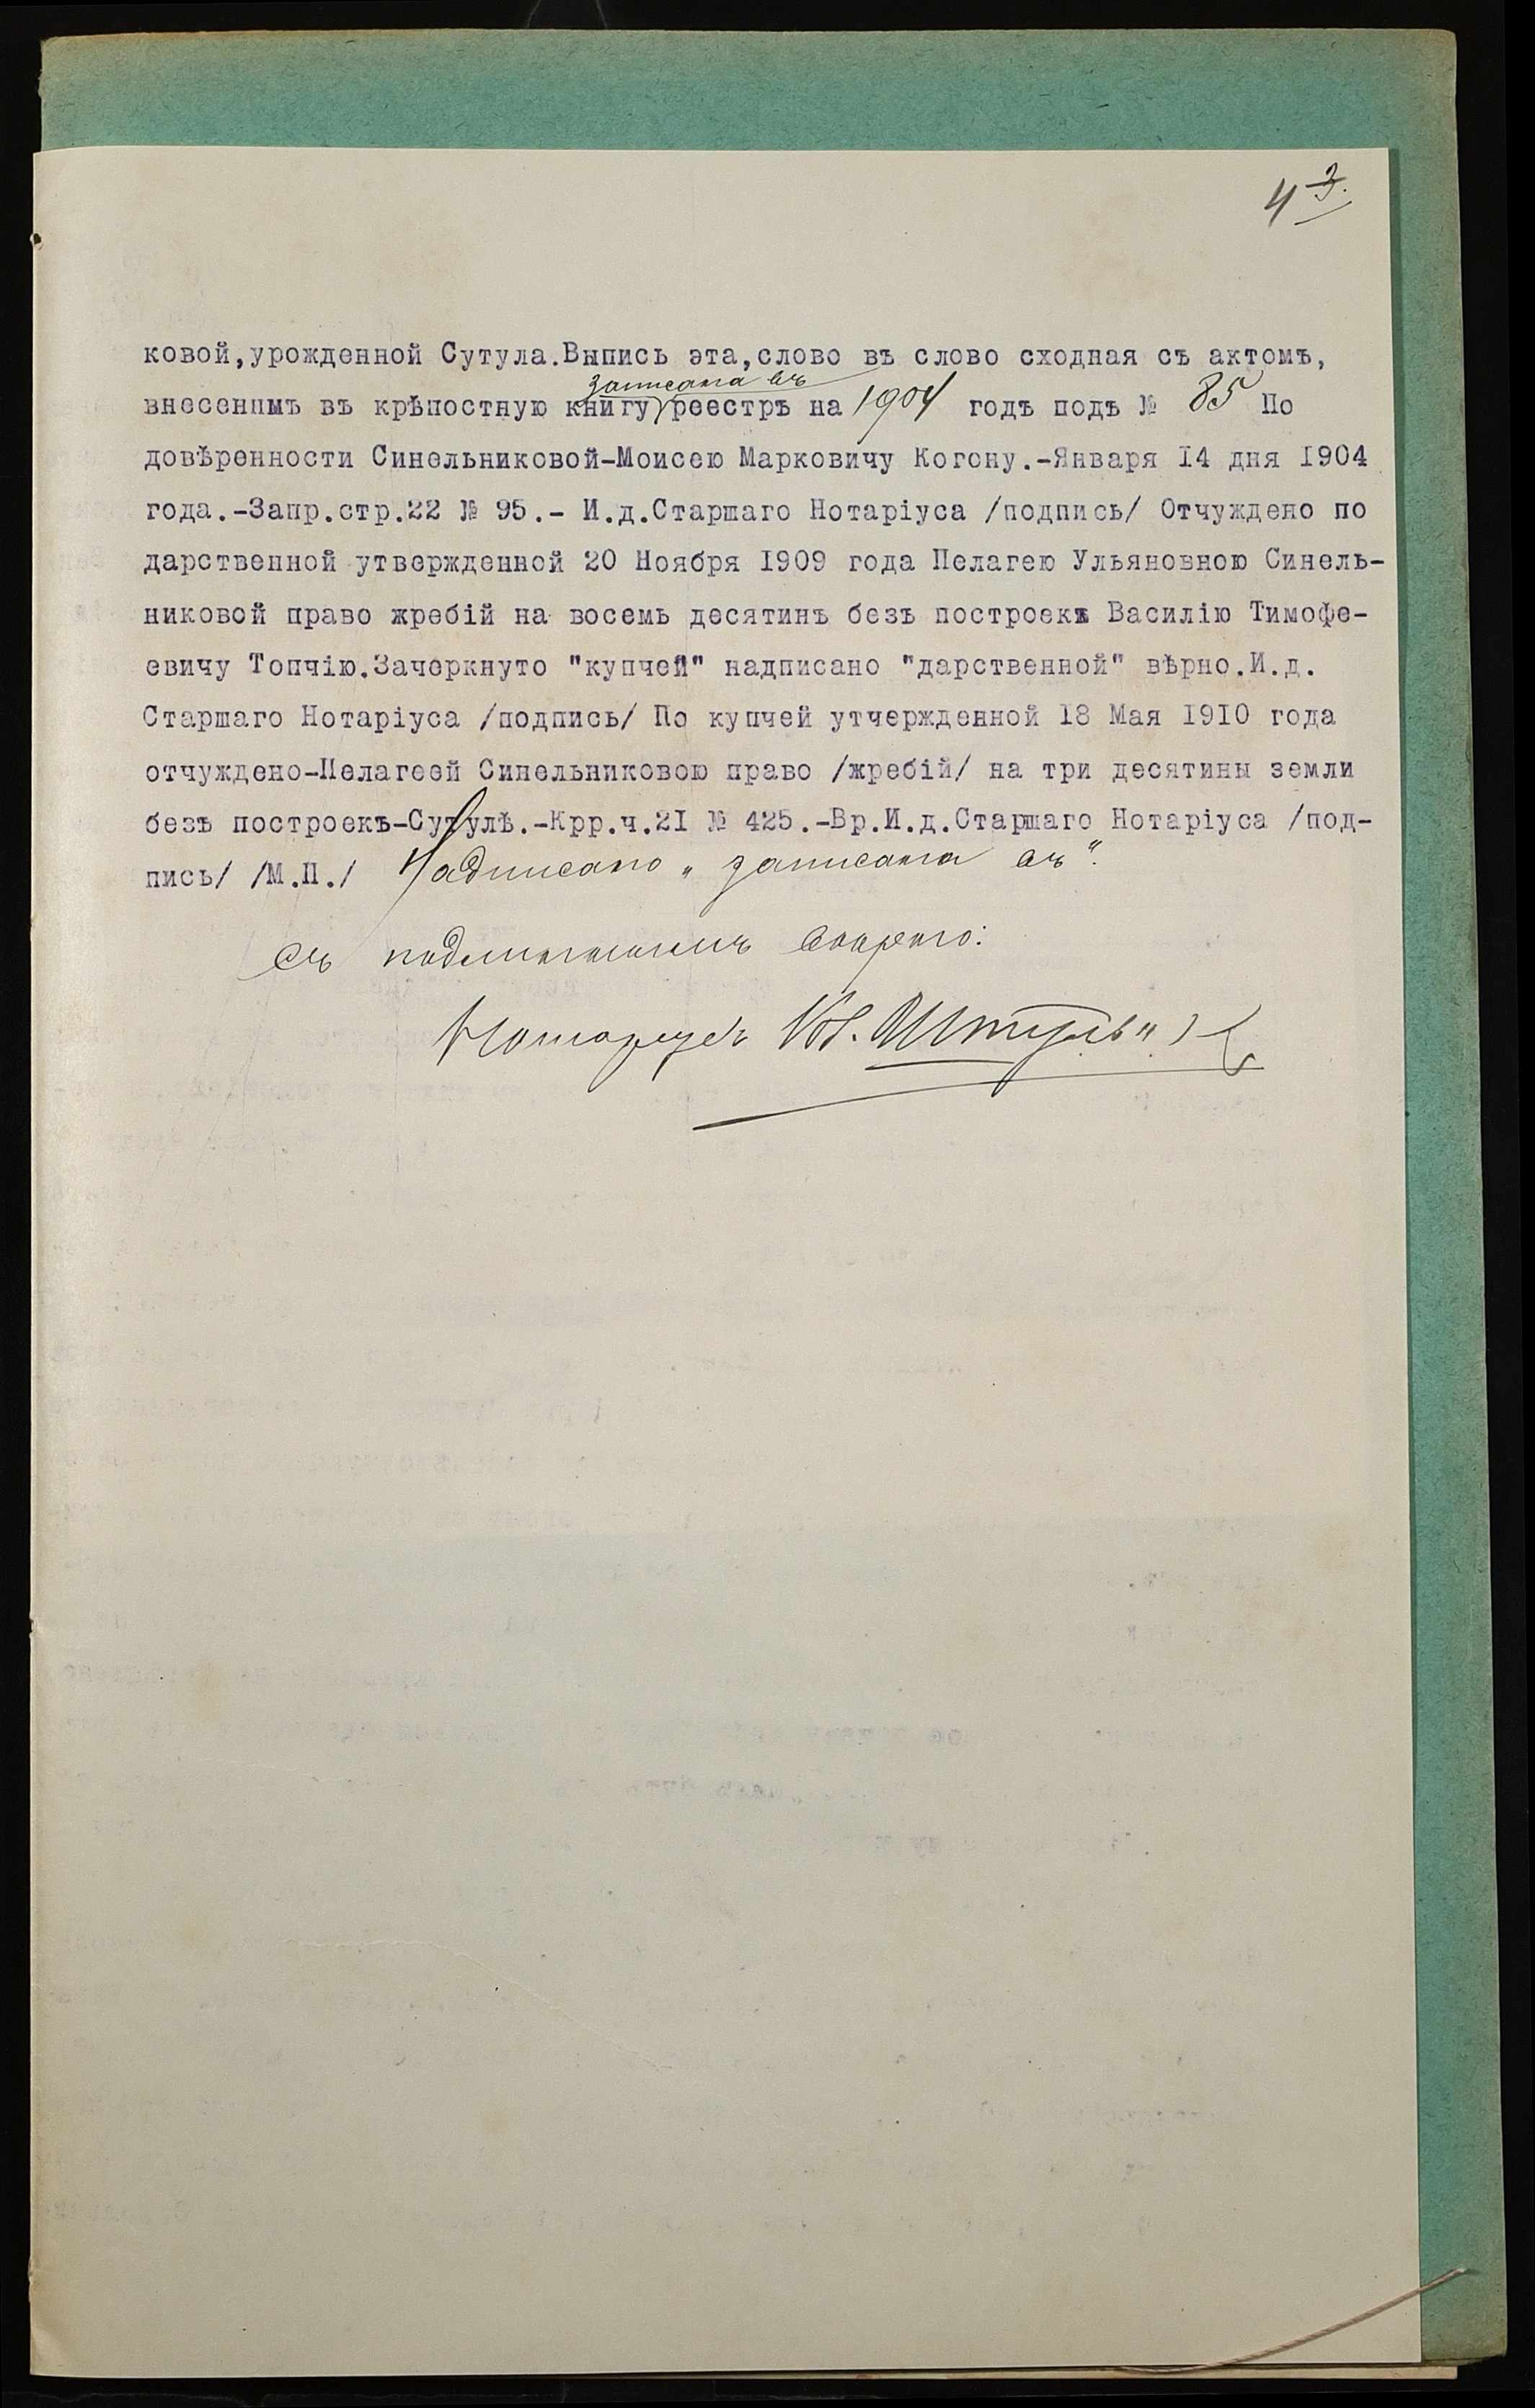 4 3.
ковой,урожденной Сутула.Выпись эта,слово въ слово сходная съ актомъ,
записана въ
внесеннмъ въ крѣпостную книгу реестръ на 1904 годъ подъ № 85 По
довѣренности Синельниковой-Моисею Марковичу Когону.-Января 14 дня 1904
года.-Запр.стр.22 № 95.- И.д.Старшаго Нотаріуса /подпись/ Отчуждено по
дарственной утвержденной 20 Ноября 1909 года Пелагею Ульяновною Синель-
никовой право жребій на восемь десятинъ безъ построекъ Василію Тимофе-
евичу Топчію.Зачеркнуто "купчей" надписано "дарственной" вѣрно.И.д.
Старшаго Нотаріуса /подпись/ По купчей утчержденной 18 Мая 1910 года
отчуждено-Пелагеей Синельниковою право /жребій/ на три десятины земли
безъ построекъ-Сутулѣ.-Крр.ч.21 № 425.-Вр.И.д.Старшаго Нотаріуса /под-
пись/ /М.П./ Надписано „записана въ".
Съ подлиннымъ вѣрно:
Нотаріусъ